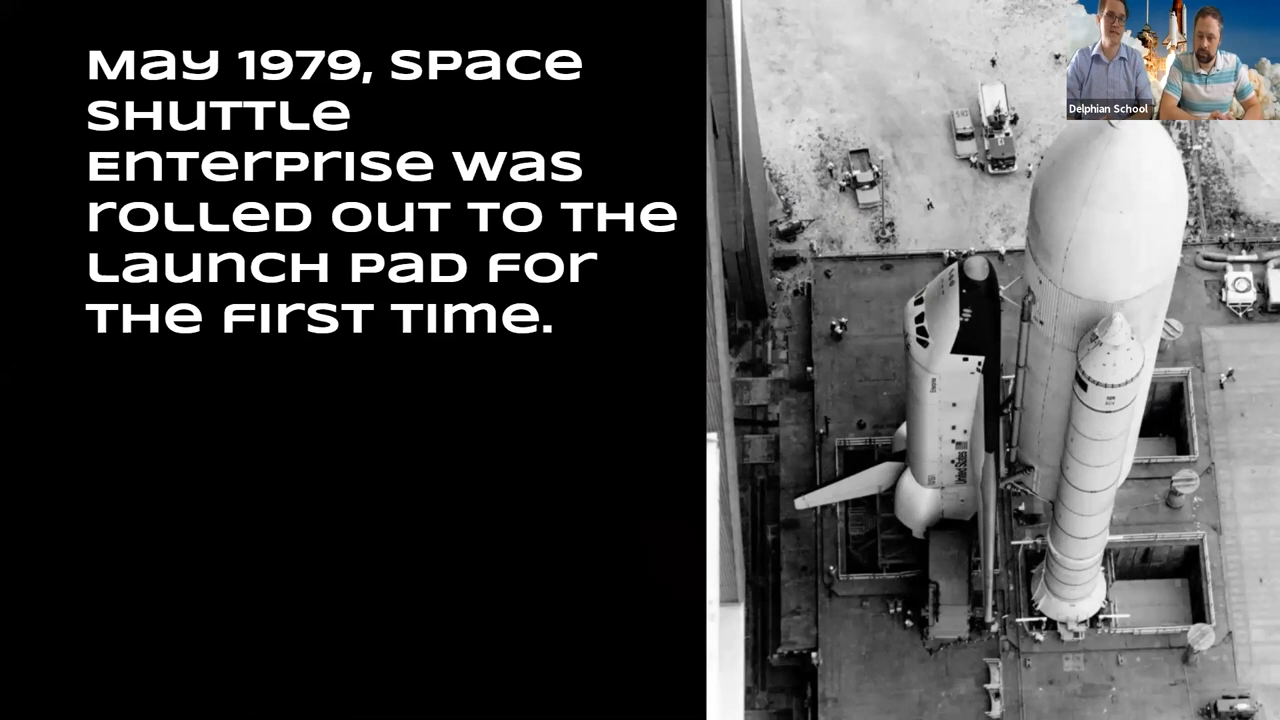 May 1979, Space
Shuttle
Enterprise was
rolled out to the
launch pad for
the first time.
Delphian School
United States
Enterprise